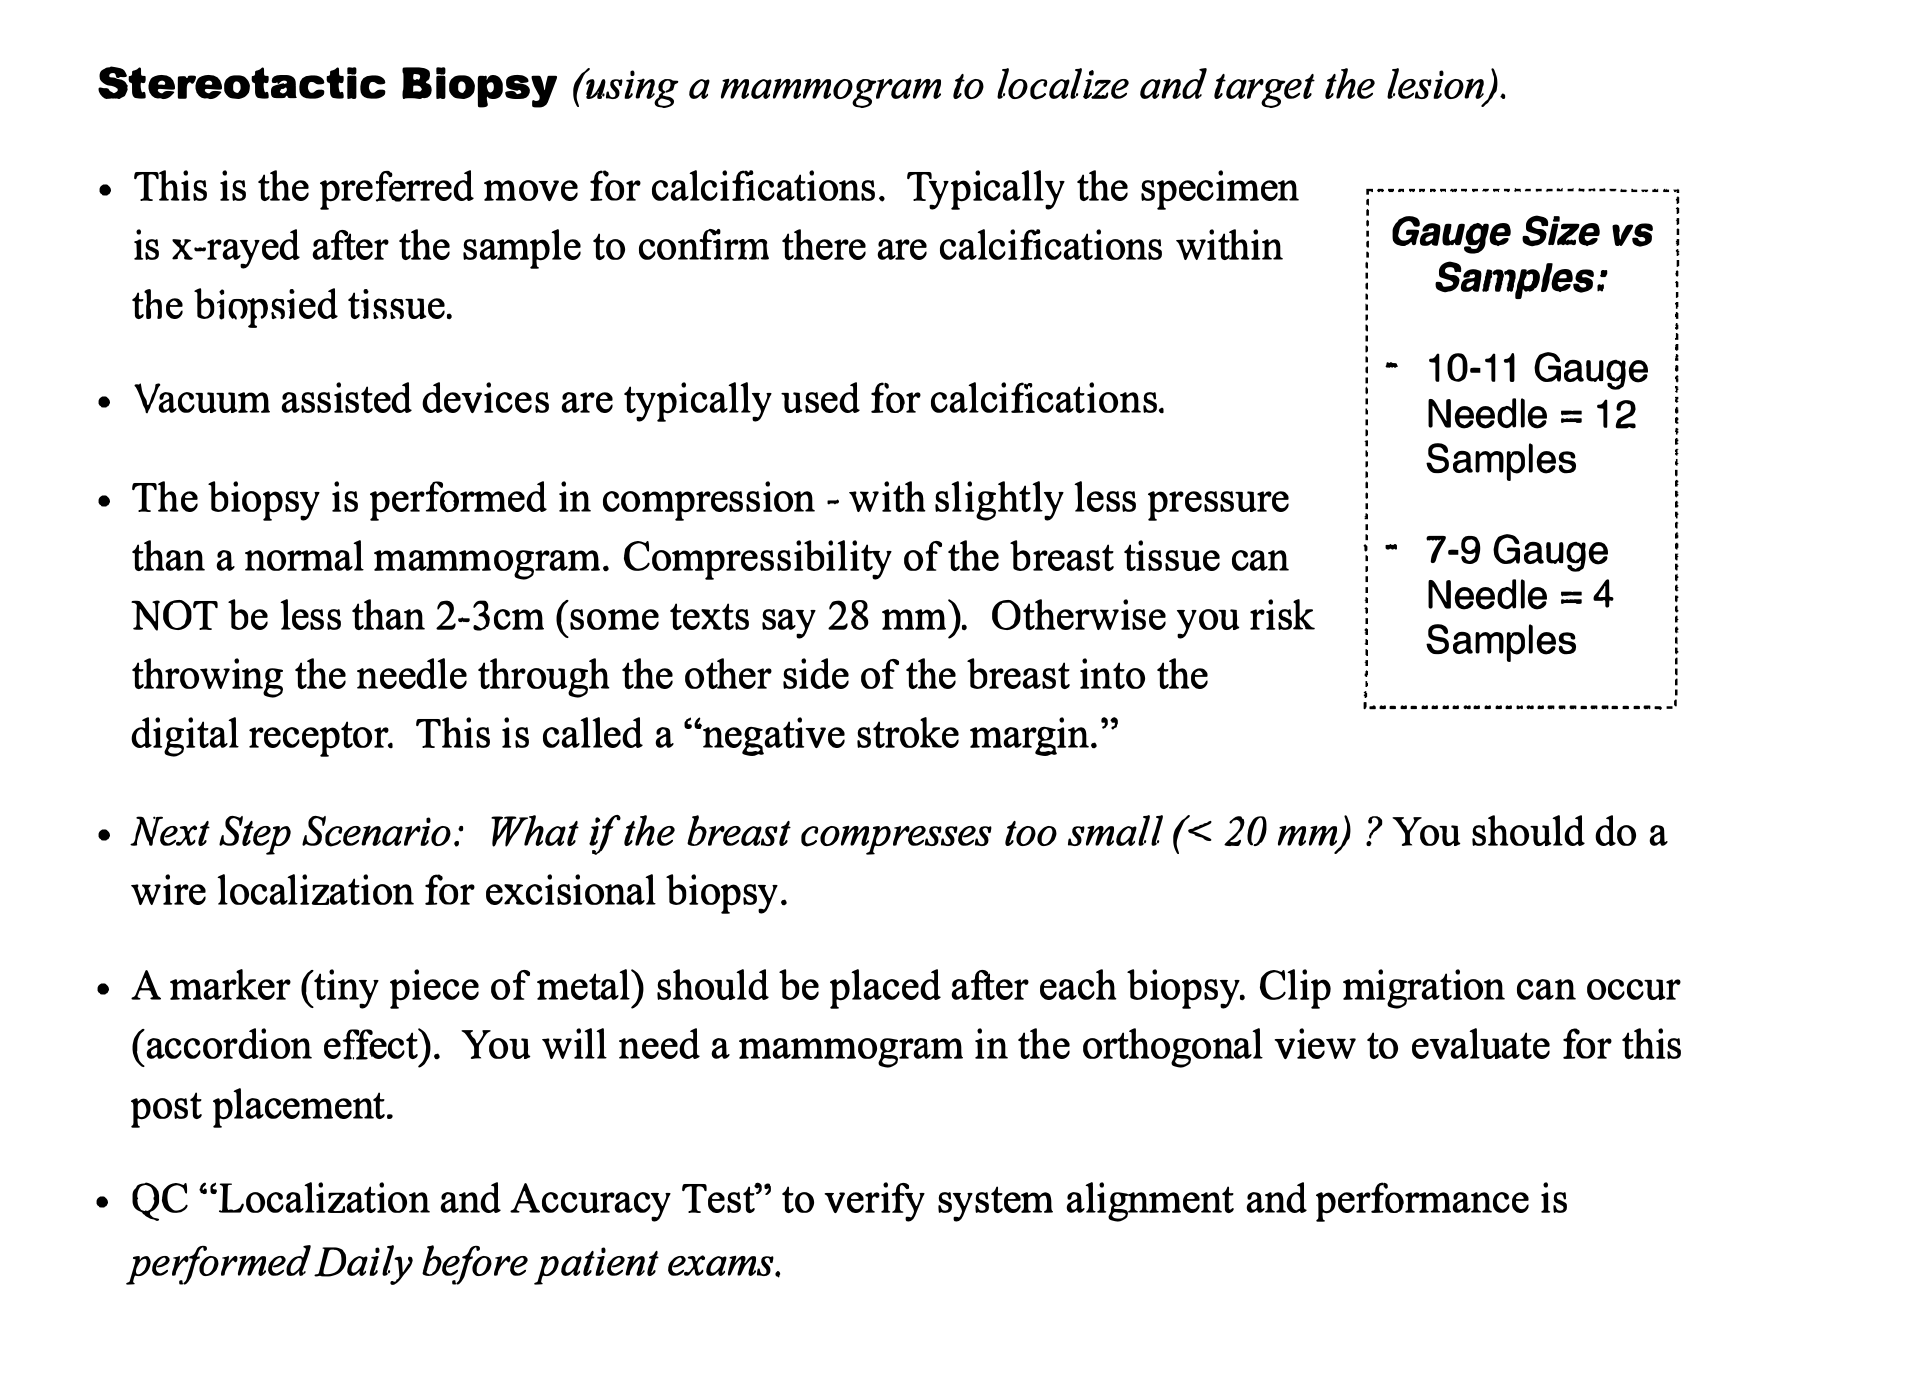 Stereotactic Biopsy (using a mammogram to localize and target the lesion).
• This is the preferred move for calcifications. Typically the specimen
is x-rayed after the sample to confirm there are calcifications within
the biopsied tissue.
• Vacuum assisted devices are typically used for calcifications.
• The biopsy is performed in compression - with slightly less pressure
than a normal mammogram. Compressibility of the breast tissue can
NOT be less than 2-3cm (some texts say 28 mm). Otherwise you risk
throwing the needle through the other side of the breast into the
digital receptor. This is called a “negative stroke margin.”
Gauge Size vs
Samples:
- 10-11 Gauge
Needle = 12
Samples
- 7-9 Gauge
Needle = 4
Samples
• Next Step Scenario: What if the breast compresses too small (< 20 mm) ? You should do a
wire localization for excisional biopsy.
• A marker (tiny piece of metal) should be placed after each biopsy. Clip migration can occur
(accordion effect). You will need a mammogram in the orthogonal view to evaluate for this
post placement.
• QC “Localization and Accuracy Test” to verify system alignment and performance is
performed Daily before patient exams.